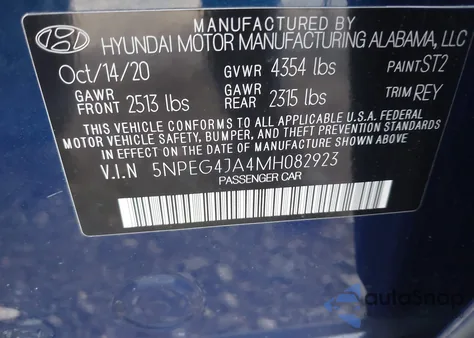 MANUFACTURED BY
HYUNDAI MOTOR MANUFACTURING ALABAMA, LLC
Oct/14/20 GVWR 4354 lbs PAINT ST2
GAWR FRONT 2513 lbs GAWR REAR 2315 lbs TRIM REY
THIS VEHICLE CONFORMS TO ALL APPLICABLE U.S.A. FEDERAL
MOTOR VEHICLE SAFETY, BUMPER, AND THEFT PREVENTION STANDARDS
IN EFFECT ON THE DATE OF MANUFACTURE SHOWN ABOVE.
V.I.N 5NPEG4JA4MH082923
PASSENGER CAR
autoSnap